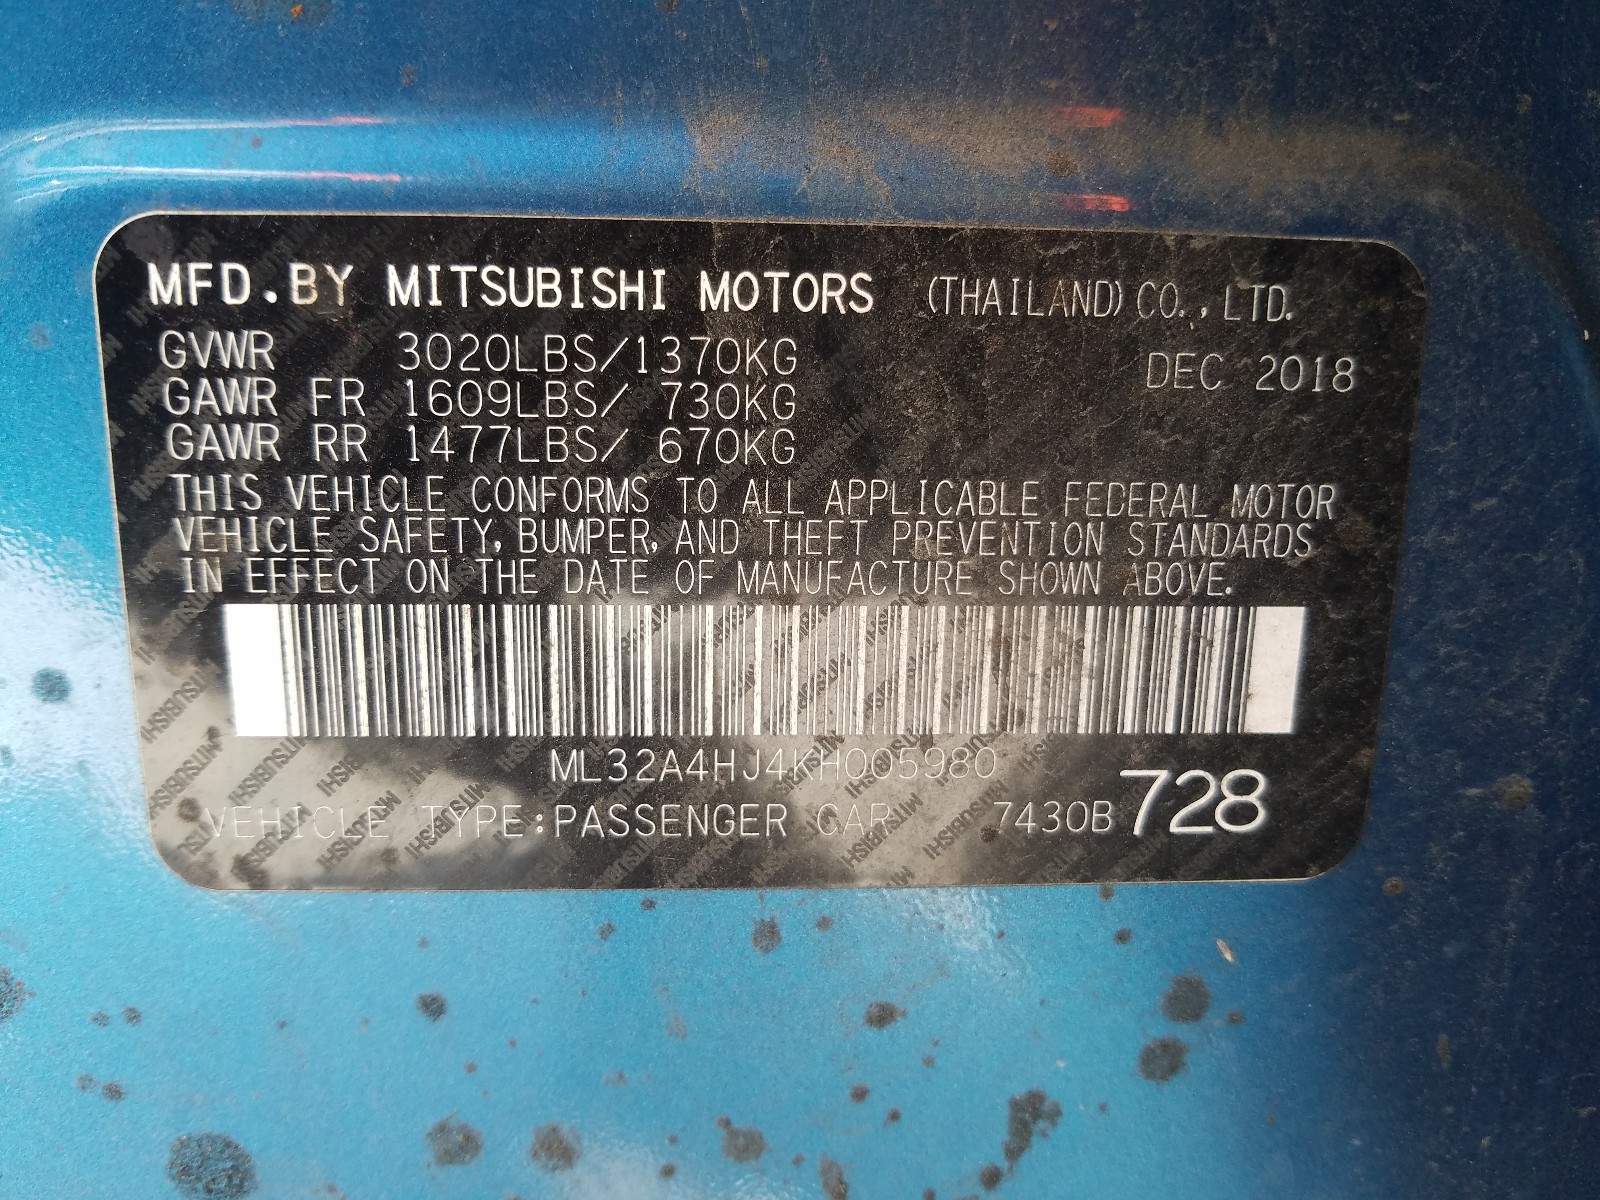 MFD.BY MITSUBISHI MOTORS (THAILAND) CO., LTD.
GVWR 3020LBS/1370KG DEC 2018
GAWR FR 1609LBS/ 730KG
GAWR RR 1477LBS/ 670KG
THIS VEHICLE CONFORMS TO ALL APPLICABLE FEDERAL MOTOR
VEHICLE SAFETY, BUMPER, AND THEFT PREVENTION STANDARDS
IN EFFECT ON THE DATE OF MANUFACTURE SHOWN ABOVE.
ML32A4HJ4KH005980
VEHICLE TYPE:PASSENGER CAR 7430B 728